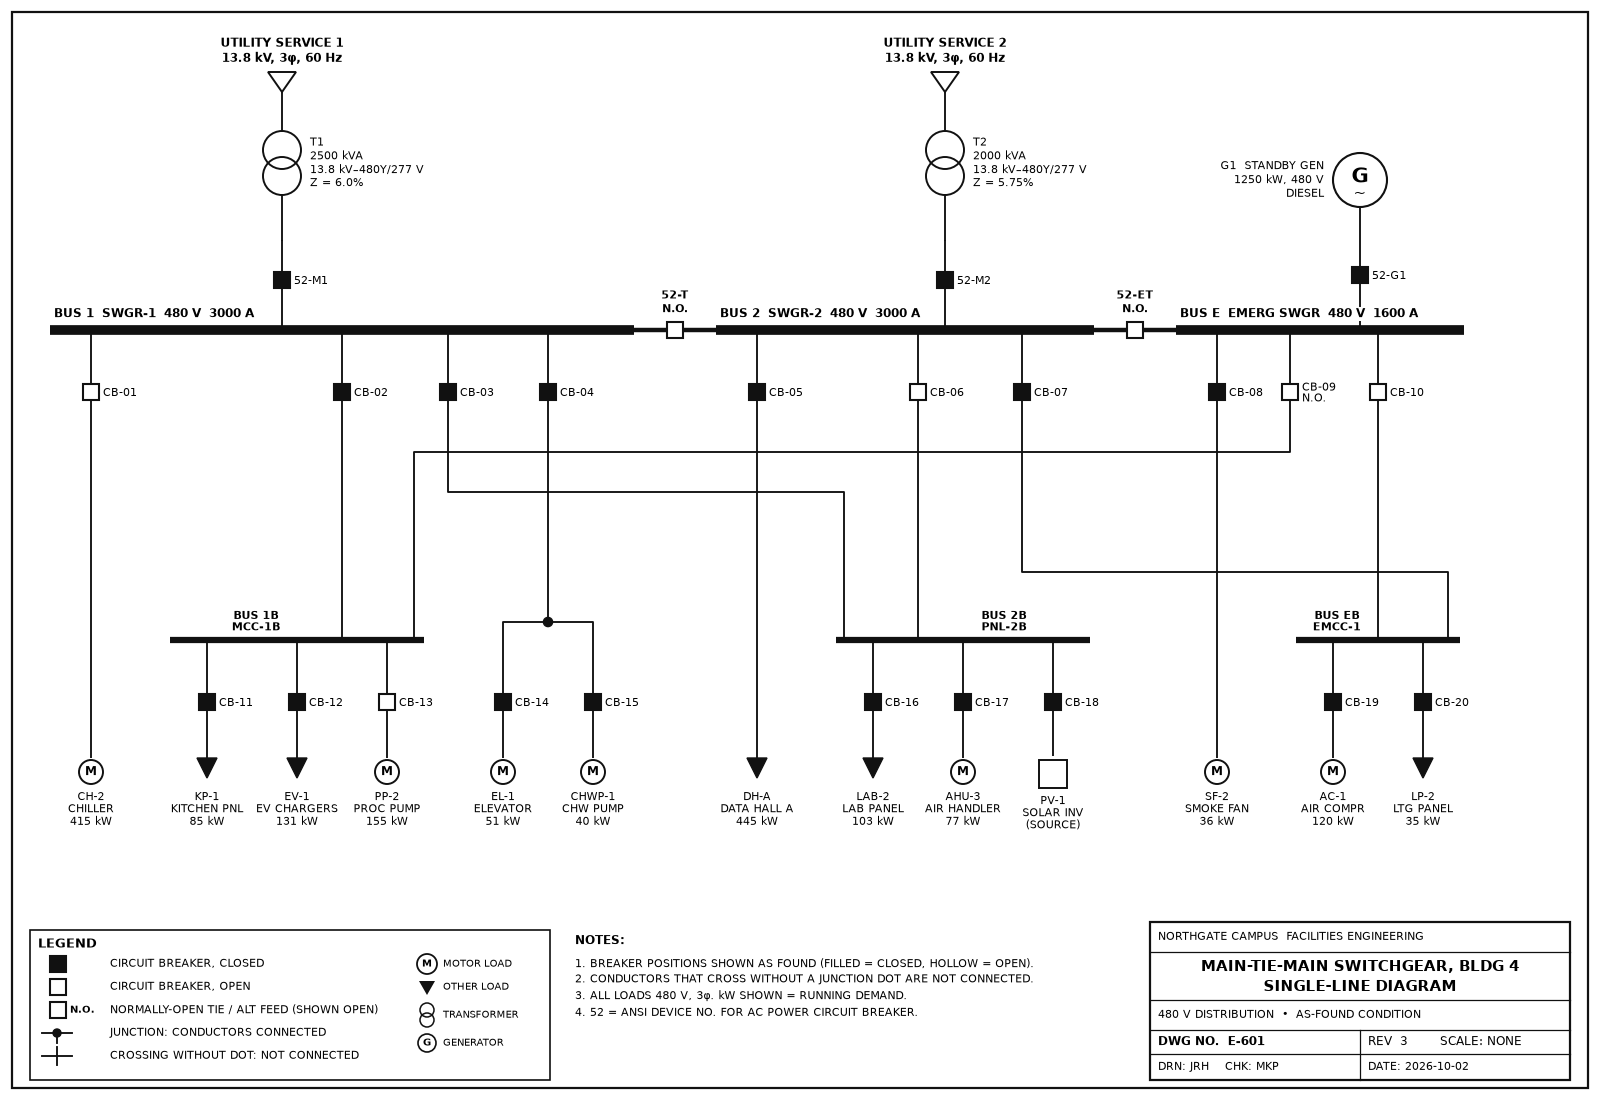 UTILITY SERVICE 1
13.8 kV, 3φ, 60 Hz
UTILITY SERVICE 2
13.8 kV, 3φ, 60 Hz
T1
2500 kVA
13.8 kV–480Y/277 V
Z = 6.0%
T2
2000 kVA
13.8 kV–480Y/277 V
Z = 5.75%
G1  STANDBY GEN
1250 kW, 480 V
DIESEL
G
~
52-M1
52-M2
52-G1
BUS 1  SWGR-1  480 V  3000 A
52-T
N.O.
BUS 2  SWGR-2  480 V  3000 A
52-ET
N.O.
BUS E  EMERG SWGR  480 V  1600 A
CB-01
CB-02
CB-03
CB-04
CB-05
CB-06
CB-07
CB-08
CB-09
N.O.
CB-10
BUS 1B
MCC-1B
BUS 2B
PNL-2B
BUS EB
EMCC-1
CB-11
CB-12
CB-13
CB-14
CB-15
CB-16
CB-17
CB-18
CB-19
CB-20
M
CH-2
CHILLER
415 kW
KP-1
KITCHEN PNL
85 kW
EV-1
EV CHARGERS
131 kW
M
PP-2
PROC PUMP
155 kW
M
EL-1
ELEVATOR
51 kW
M
CHWP-1
CHW PUMP
40 kW
DH-A
DATA HALL A
445 kW
LAB-2
LAB PANEL
103 kW
M
AHU-3
AIR HANDLER
77 kW
PV-1
SOLAR INV
(SOURCE)
M
SF-2
SMOKE FAN
36 kW
M
AC-1
AIR COMPR
120 kW
LP-2
LTG PANEL
35 kW
LEGEND
CIRCUIT BREAKER, CLOSED
CIRCUIT BREAKER, OPEN
N.O. NORMALLY-OPEN TIE / ALT FEED (SHOWN OPEN)
JUNCTION: CONDUCTORS CONNECTED
CROSSING WITHOUT DOT: NOT CONNECTED
M MOTOR LOAD
OTHER LOAD
TRANSFORMER
G GENERATOR
NOTES:
1. BREAKER POSITIONS SHOWN AS FOUND (FILLED = CLOSED, HOLLOW = OPEN).
2. CONDUCTORS THAT CROSS WITHOUT A JUNCTION DOT ARE NOT CONNECTED.
3. ALL LOADS 480 V, 3φ. kW SHOWN = RUNNING DEMAND.
4. 52 = ANSI DEVICE NO. FOR AC POWER CIRCUIT BREAKER.
NORTHGATE CAMPUS  FACILITIES ENGINEERING
MAIN-TIE-MAIN SWITCHGEAR, BLDG 4
SINGLE-LINE DIAGRAM
480 V DISTRIBUTION  •  AS-FOUND CONDITION
DWG NO.  E-601
REV  3
SCALE: NONE
DRN: JRH
CHK: MKP
DATE: 2026-10-02